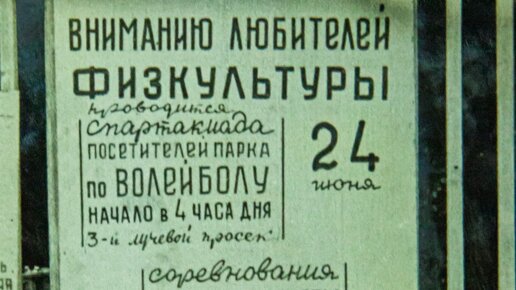 ВНИМАНИЮ ЛЮБИТЕЛЕЙ
ФИЗКУЛЬТУРЫ
проводится
спартакиада
ПОСЕТИТЕЛЕЙ ПАРКА
по ВОЛЕЙБОЛУ
НАЧАЛО в 4 ЧАСА ДНЯ
3-й лучевой просек
24
июня
соревнования